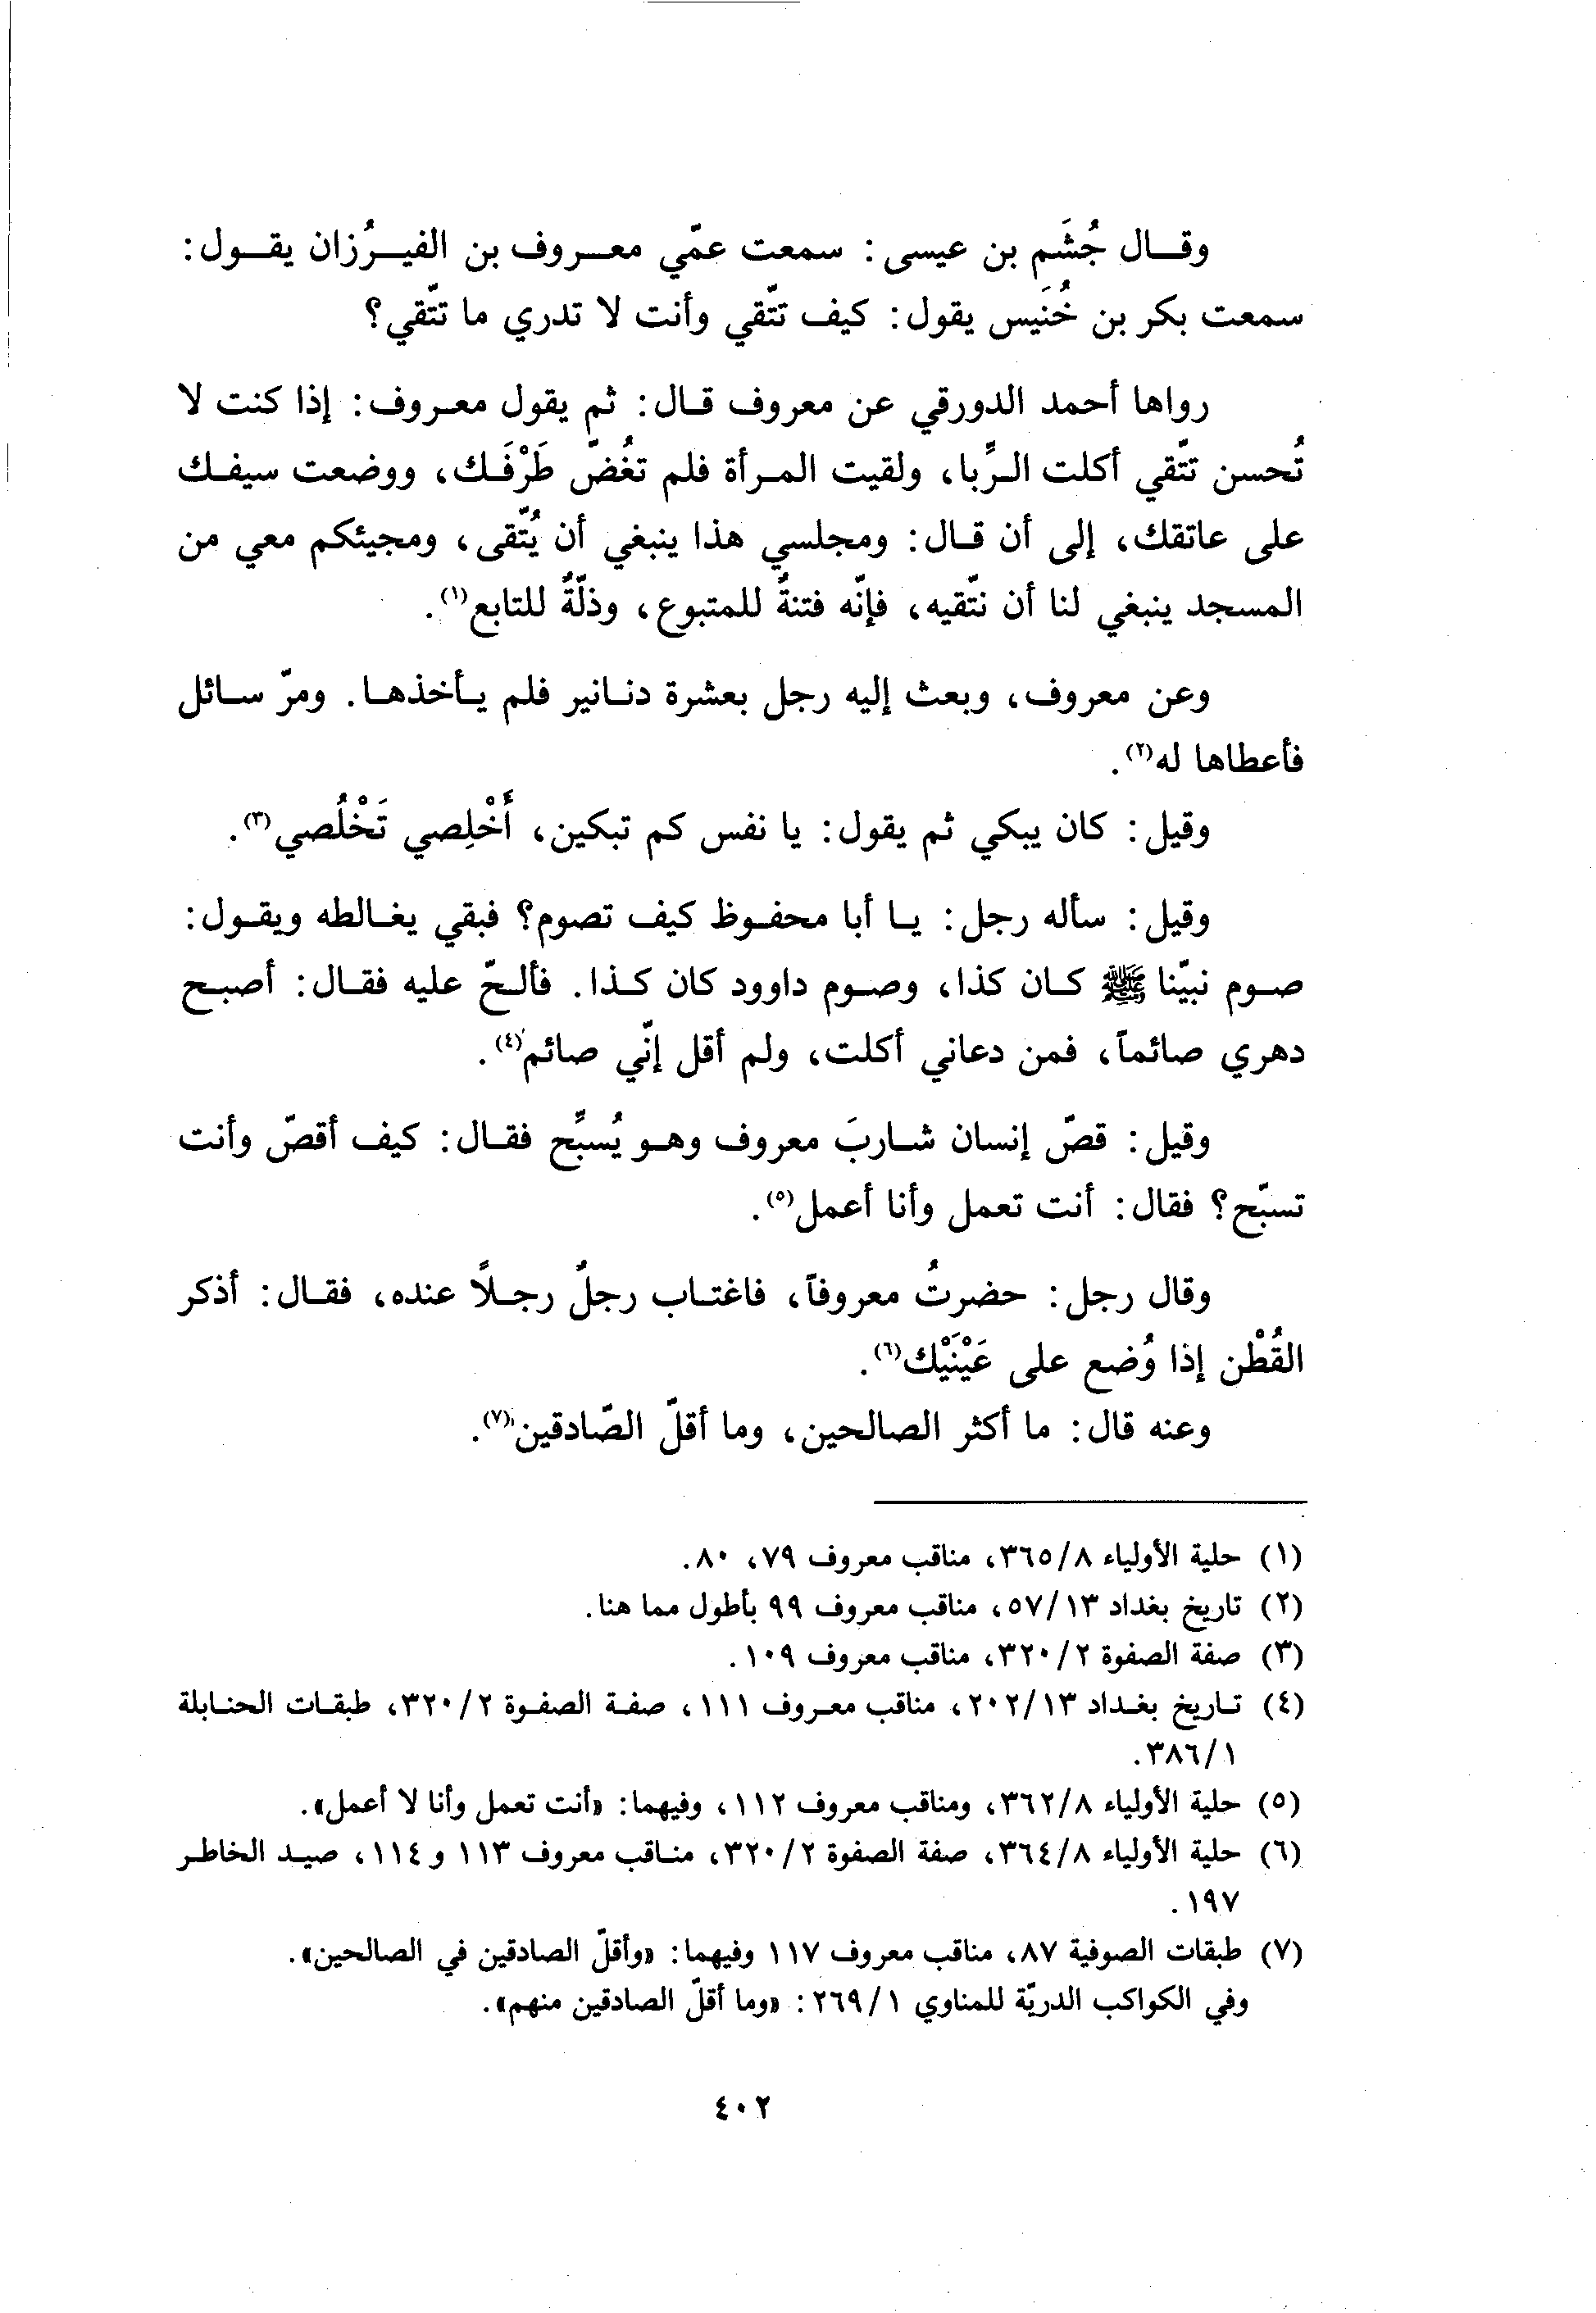 وقال جُشَم بن عيسى: سمعت عمّي معروف بن الفيرُزان يقول:
سمعت بكر بن خُنَيس يقول: كيف تتّقي وأنت لا تدري ما تتّقي؟
رواها أحمد الدورقي عن معروف قال: ثم يقول معروف: إذا كنت لا
تُحسن تتّقي أكلت الرِّبا، ولقيت المرأة فلم تغُضّ طَرْفَك، ووضعت سيفك
على عاتقك، إلى أن قال: ومجلسي هذا ينبغي أن يُتّقى، ومجيئكم معي من
المسجد ينبغي لنا أن نتّقيه، فإنّه فتنةٌ للمتبوع، وذلّةٌ للتابع(١).
وعن معروف، وبعث إليه رجل بعشرة دنانير فلم يأخذها. ومرّ سائل
فأعطاها له(٢).
وقيل: كان يبكي ثم يقول: يا نفس كم تبكين، أَخْلِصي تَخْلُصي(٣).
وقيل: سأله رجل: يا أبا محفوظ كيف تصوم؟ فبقي يغالطه ويقول:
صوم نبيّنا ﷺ كان كذا، وصوم داوود كان كذا. فألحّ عليه فقال: أصبح
دهري صائماً، فمن دعاني أكلت، ولم أقل إنّي صائم(٤).
وقيل: قصّ إنسان شاربَ معروف وهو يُسبِّح فقال: كيف أقصّ وأنت
تسبّح؟ فقال: أنت تعمل وأنا أعمل(٥).
وقال رجل: حضرتُ معروفاً، فاغتاب رجلٌ رجلاً عنده، فقال: أذكر
القُطْن إذا وُضع على عَيْنَيْك(٦).
وعنه قال: ما أكثر الصالحين، وما أقلّ الصّادقين(٧).
(١) حلية الأولياء ٣٦٥/٨، مناقب معروف ٧٩، ٨٠.
(٢) تاريخ بغداد ٥٧/١٣، مناقب معروف ٩٩ بأطول مما هنا.
(٣) صفة الصفوة ٣٢٠/٢، مناقب معروف ١٠٩.
(٤) تاريخ بغداد ٢٠٢/١٣، مناقب معروف ١١١، صفة الصفوة ٣٢٠/٢، طبقات الحنابلة
٣٨٦/١.
(٥) حلية الأولياء ٣٦٢/٨، ومناقب معروف ١١٢، وفيهما: «أنت تعمل وأنا لا أعمل».
(٦) حلية الأولياء ٣٦٤/٨، صفة الصفوة ٣٢٠/٢، مناقب معروف ١١٣ و١١٤، صيد الخاطر
١٩٧.
(٧) طبقات الصوفية ٨٧، مناقب معروف ١١٧ وفيهما: «وأقلّ الصادقين في الصالحين».
وفي الكواكب الدريّة للمناوي ٢٦٩/١: «وما أقلّ الصادقين منهم».
٤٠٢